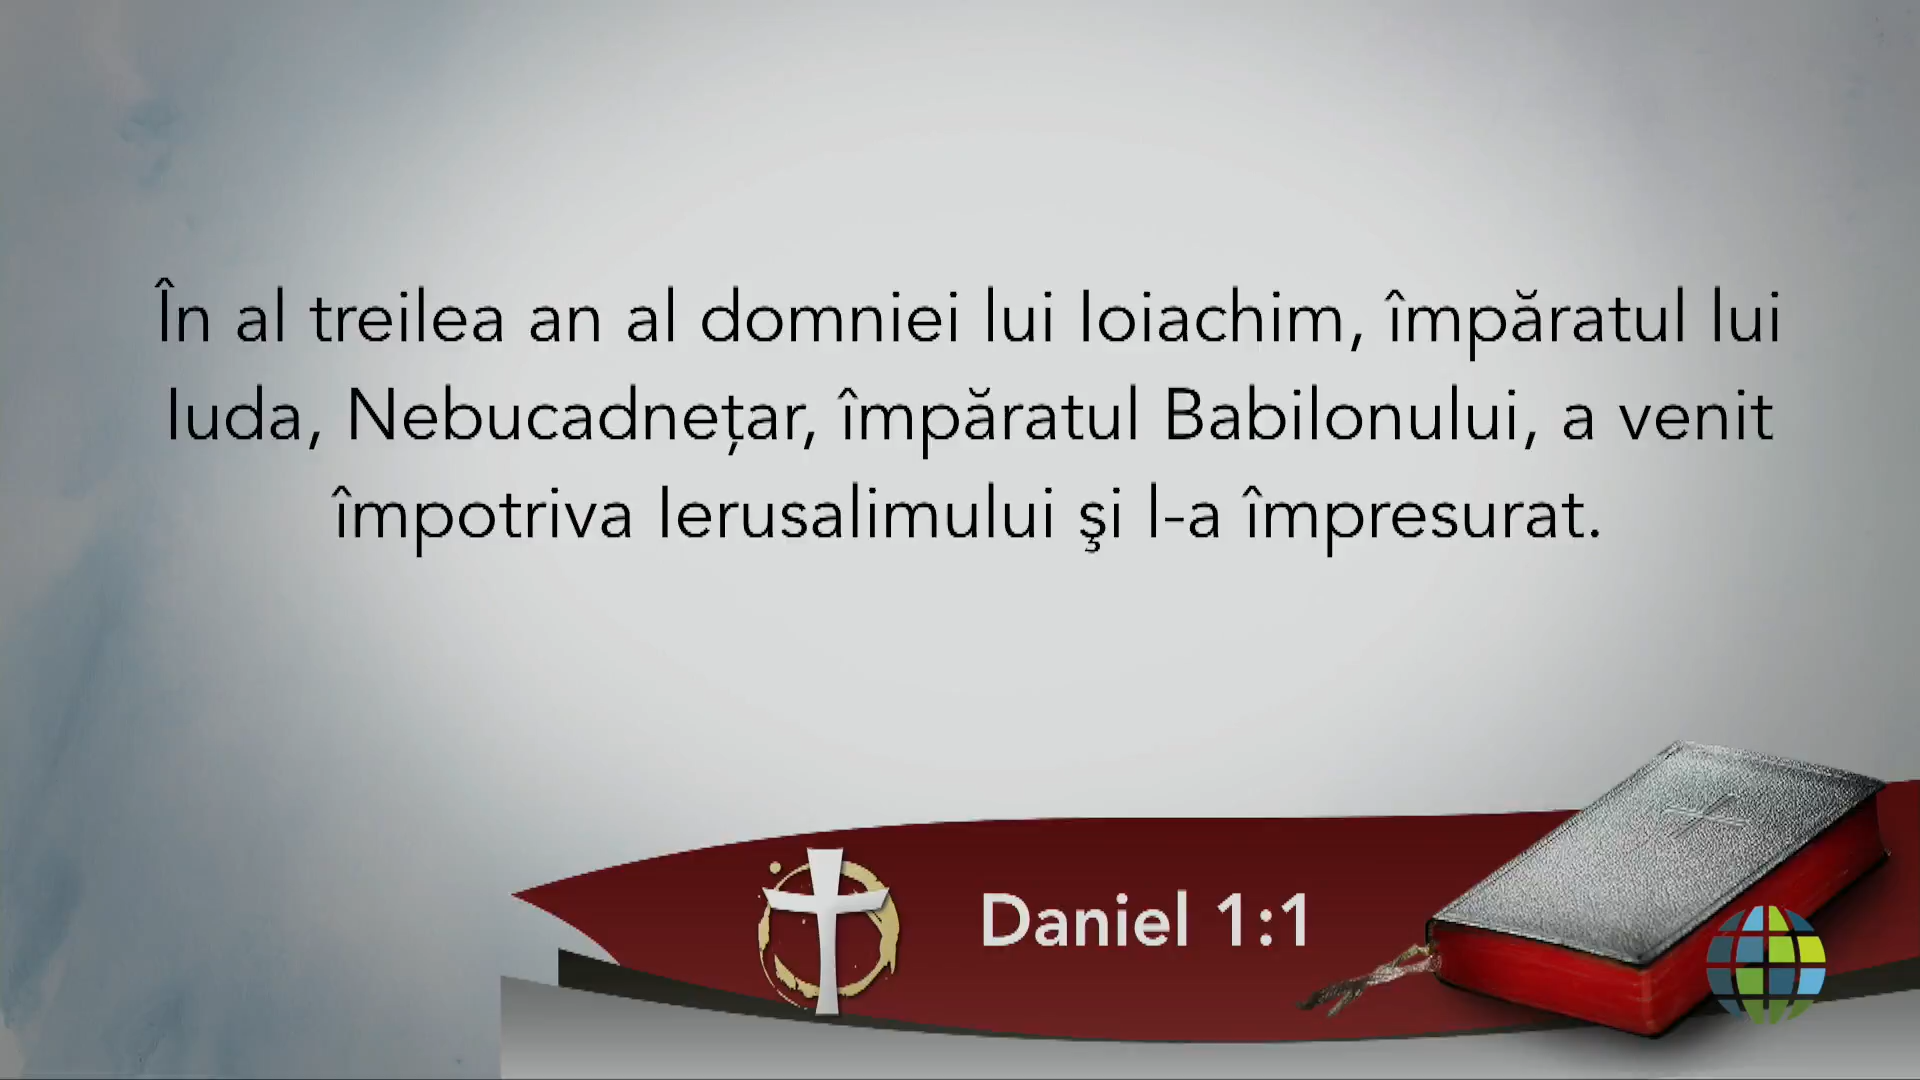 În al treilea an al domniei lui Ioiachim, împăratul lui
Iuda, Nebucadnețar, împăratul Babilonului, a venit
împotriva Ierusalimului şi l-a împresurat.
Daniel 1:1